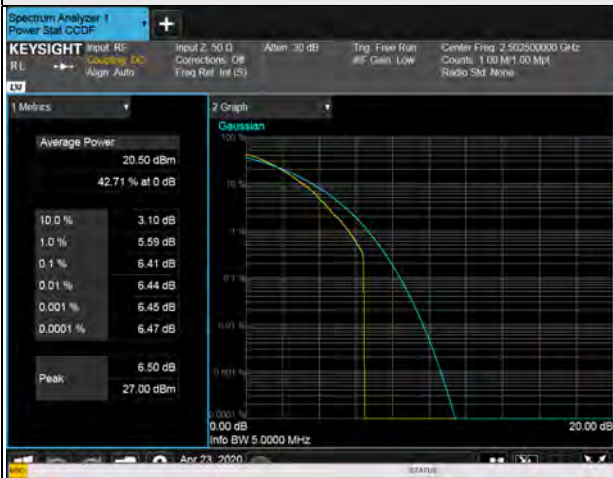 Spectrum Analyzer 1
Power Stat CCDF
+
KEYSIGHT Input: RF
RL
Coupling: DC
Align: Auto
Input Z: 50 Ω
Corrections: Off
Freq Ref: Int (S)
Atten: 30 dB
Trig: Free Run
#IF Gain: Low
Center Freq: 2.502500000 GHz
Counts: 1.00 M/1.00 Mpt
Radio Std: None
LW
1 Metrics
Average Power
20.50 dBm
42.71 % at 0 dB
10.0 % 3.10 dB
1.0 % 5.59 dB
0.1 % 6.41 dB
0.01 % 6.44 dB
0.001 % 6.45 dB
0.0001 % 6.47 dB
Peak
6.50 dB
27.00 dBm
2 Graph
Gaussian
100 %
10 %
1 %
0.1 %
0.01 %
0.001 %
0.0001 %
0.00 dB 20.00 dB
Info BW 5.0000 MHz
Apr 23, 2020
MSG
STATUS